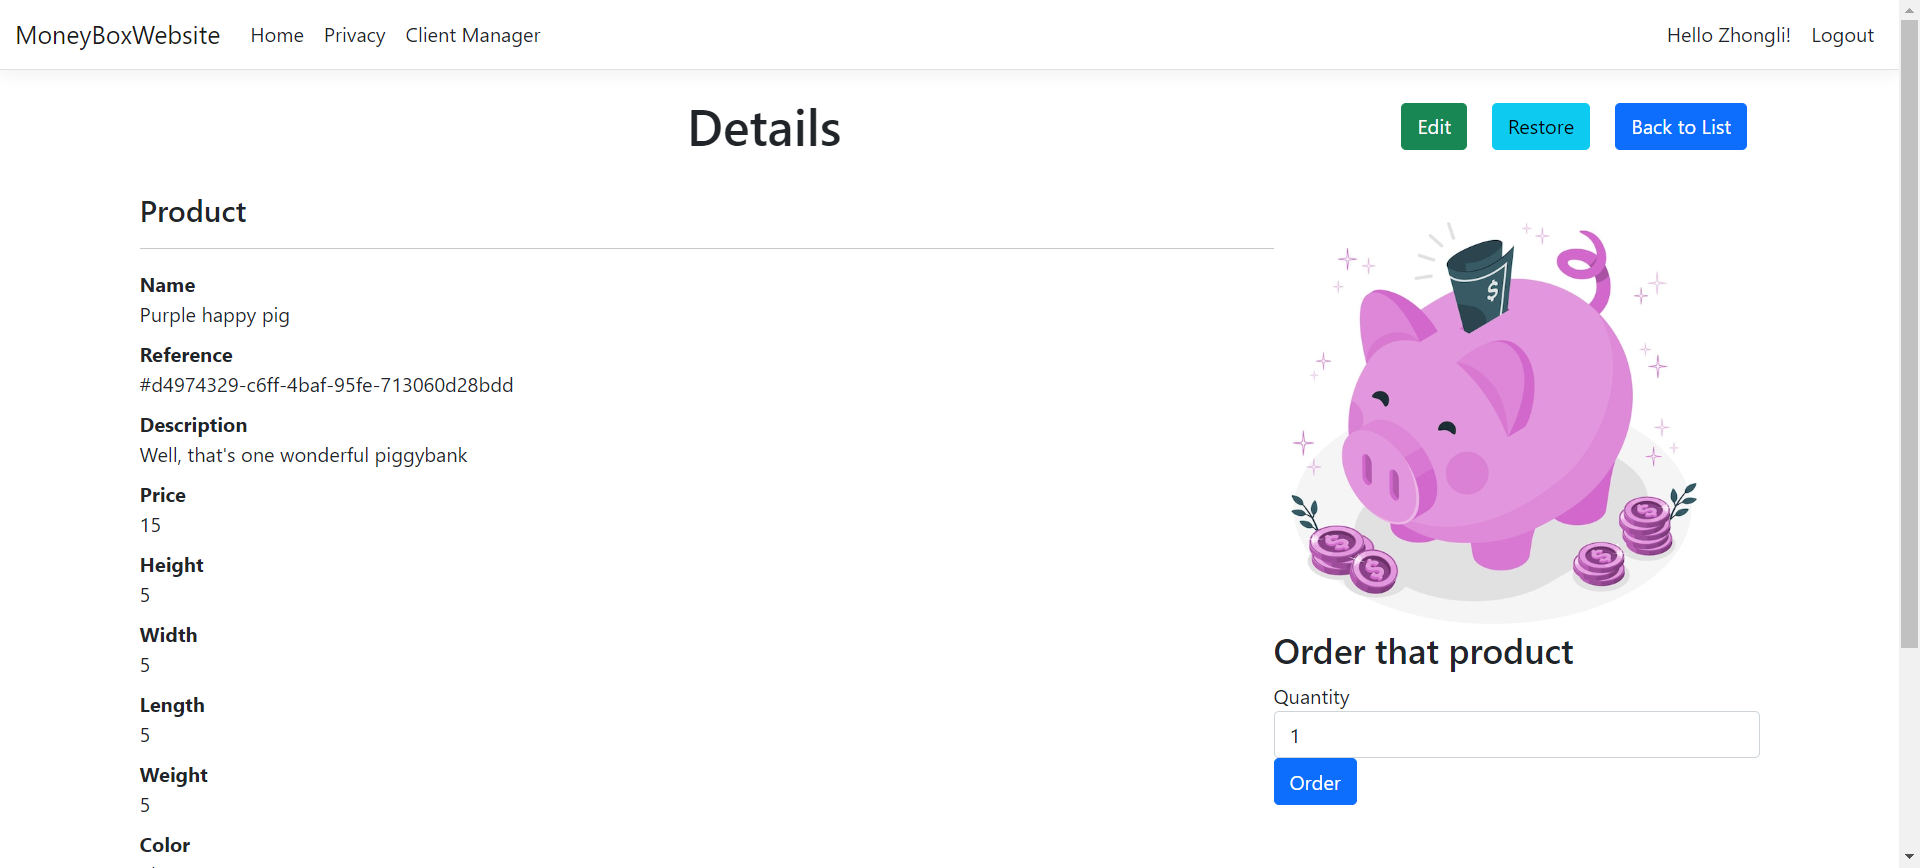 MoneyBoxWebsite Home Privacy Client Manager Hello Zhongli! Logout
Details Edit Restore Back to List
Product
Name
Purple happy pig
Reference
#d4974329-c6ff-4baf-95fe-713060d28bdd
Description
Well, that's one wonderful piggybank
Price
15
Height
5
Width
5
Length
5
Weight
5
Color
$
$
$
$
$
Order that product
Quantity
1
Order